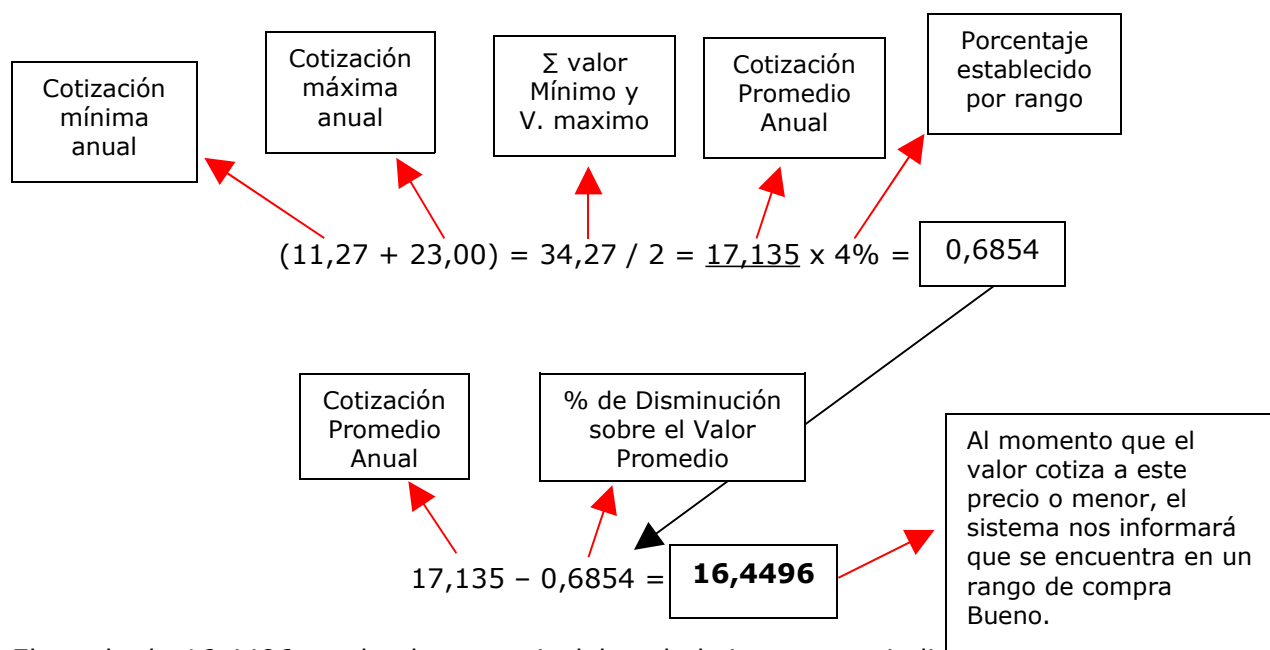 Cotización
mínima
anual
Cotización
máxima
anual
Σ valor
Mínimo y
V. maximo
Cotización
Promedio
Anual
Porcentaje
establecido
por rango
(11,27 + 23,00) = 34,27 / 2 = 17,135 x 4% = 0,6854
Cotización
Promedio
Anual
% de Disminución
sobre el Valor
Promedio
Al momento que el
valor cotiza a este
precio o menor, el
sistema nos informará
que se encuentra en un
rango de compra
Bueno.
17,135 – 0,6854 = 16,4496